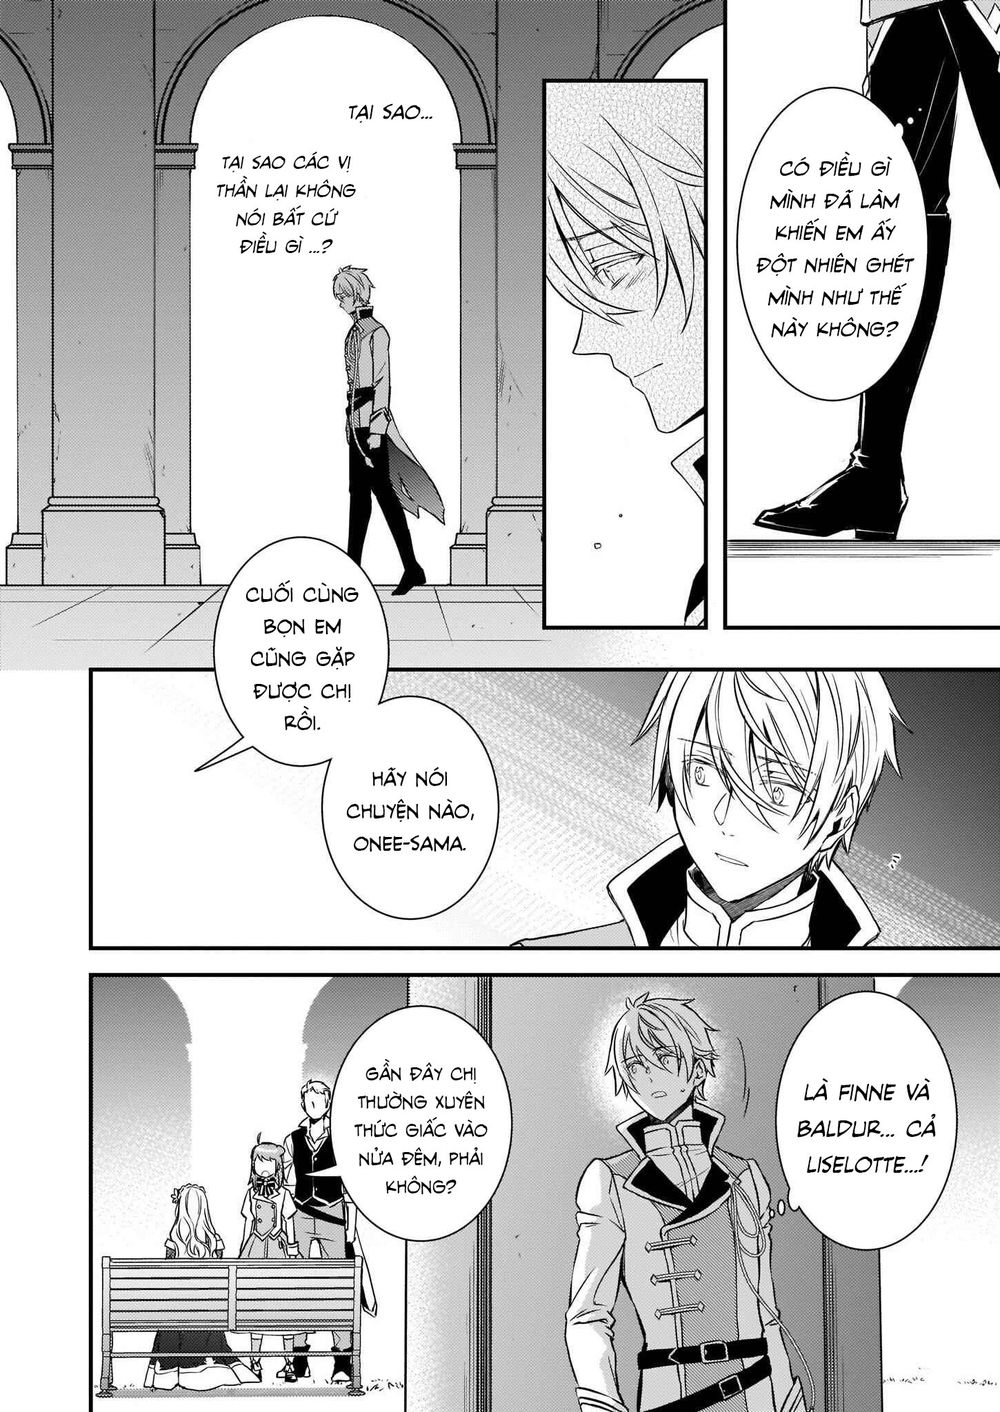 CÓ ĐIỀU GÌ
MÌNH ĐÃ LÀM
KHIẾN EM ẤY
ĐỘT NHIÊN GHÉT
MÌNH NHƯ THẾ
NÀY KHÔNG?
TẠI SAO...
TẠI SAO CÁC VỊ
THẦN LẠI KHÔNG
NÓI BẤT CỨ
ĐIỀU GÌ ...?
CUỐI CÙNG
BỌN EM
CŨNG GẶP
ĐƯỢC CHỊ
RỒI.
HÃY NÓI
CHUYỆN NÀO,
ONEE-SAMA.
LÀ FINNE VÀ
BALDUR... CẢ
LISELOTTE...!
GẦN ĐÂY CHỊ
THƯỜNG XUYÊN
THỨC GIẤC VÀO
NỬA ĐÊM, PHẢI
KHÔNG?